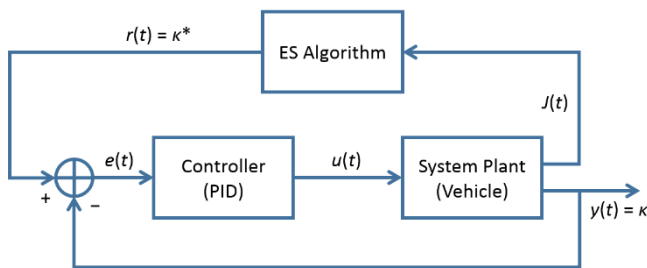 r(t) = κ*
ES Algorithm
J(t)
e(t)
Controller
(PID)
u(t)
System Plant
(Vehicle)
+
−
y(t) = κ